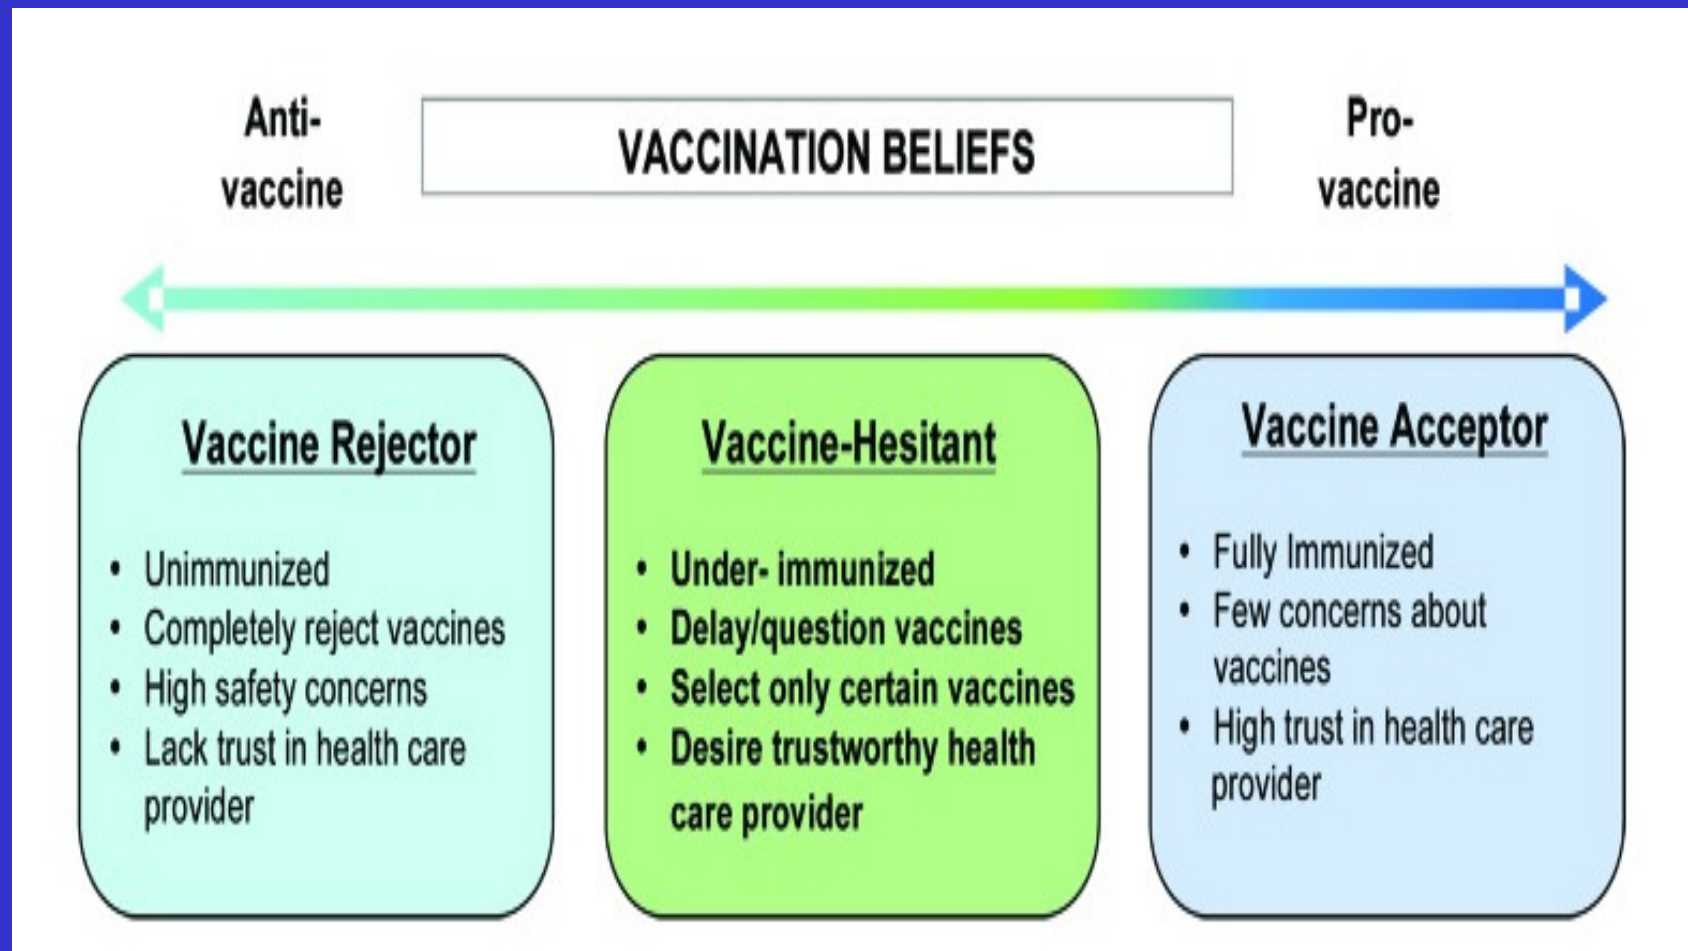 Anti-
vaccine
VACCINATION BELIEFS
Pro-
vaccine
Vaccine Rejector
• Unimmunized
• Completely reject vaccines
• High safety concerns
• Lack trust in health care
provider
Vaccine-Hesitant
• Under- immunized
• Delay/question vaccines
• Select only certain vaccines
• Desire trustworthy health
care provider
Vaccine Acceptor
• Fully Immunized
• Few concerns about
vaccines
• High trust in health care
provider